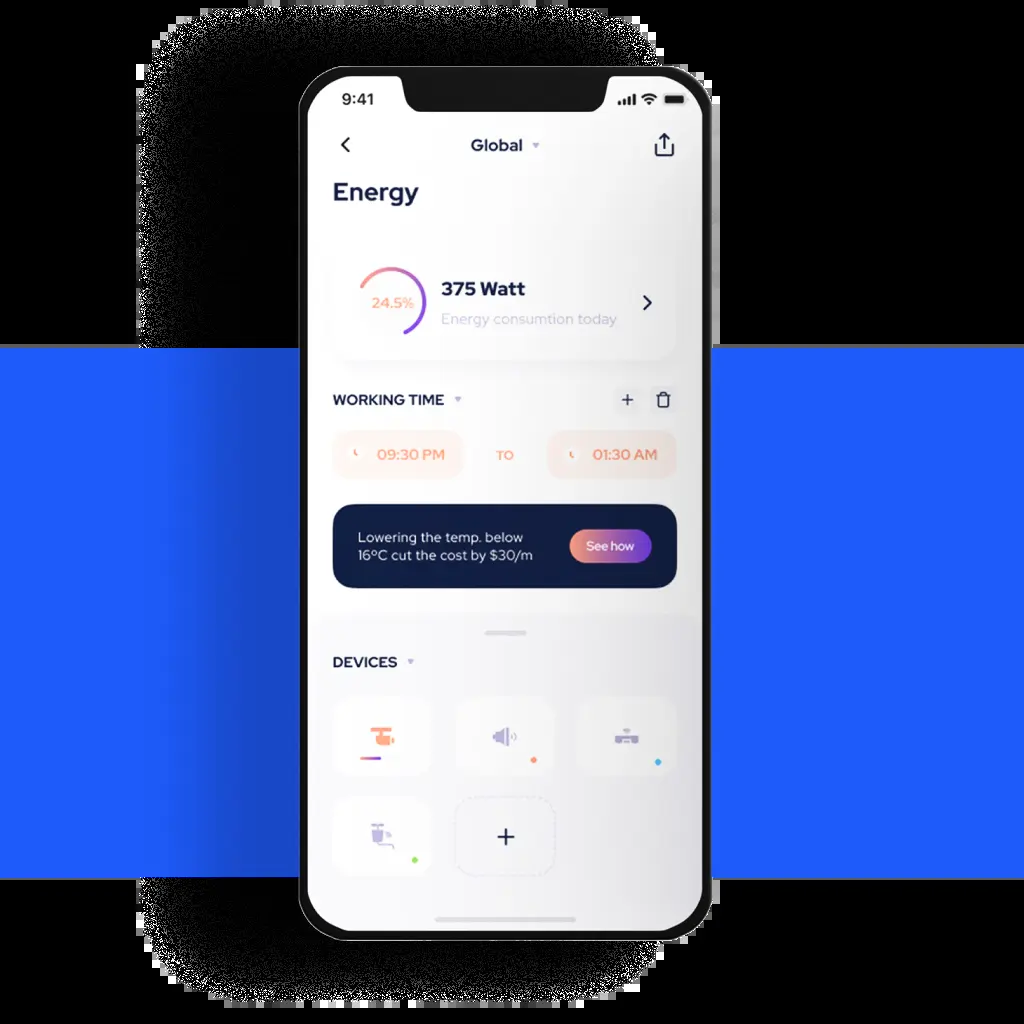 9:41
Global
Energy
24.5%
375 Watt
Energy consumtion today
WORKING TIME
09:30 PM TO 01:30 AM
Lowering the temp. below
16°C cut the cost by $30/m
See how
DEVICES